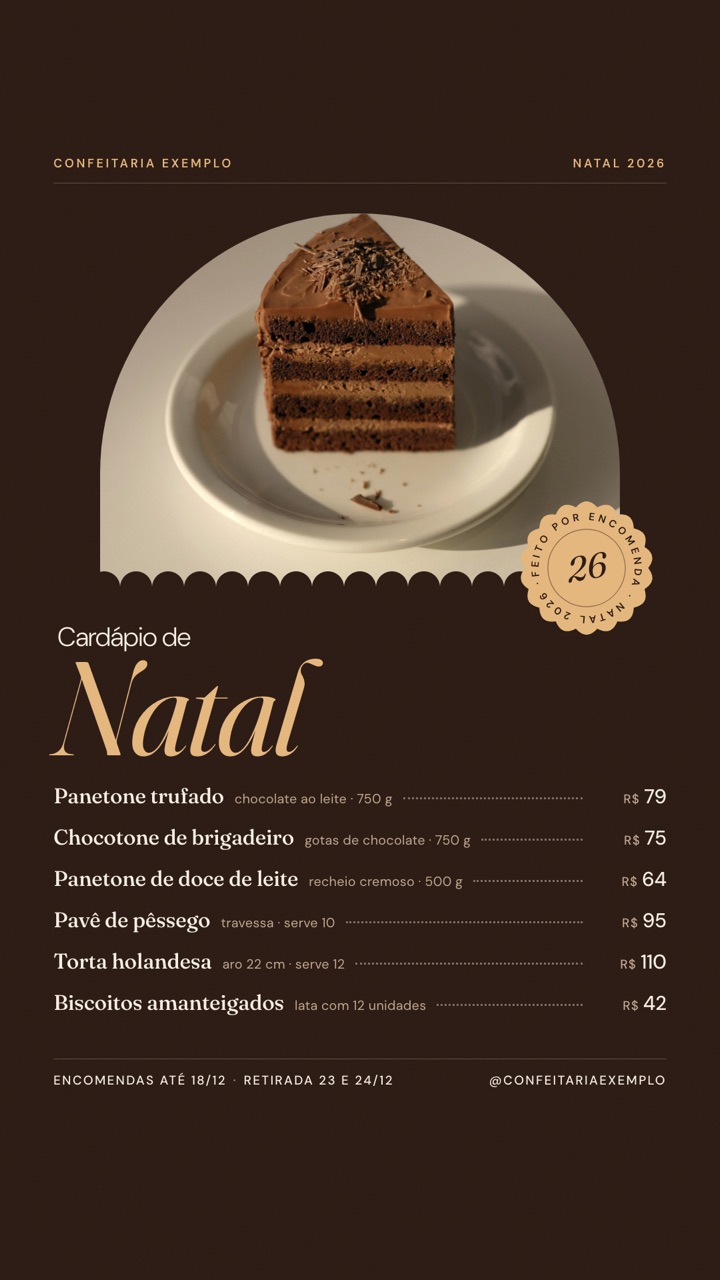 CONFEITARIA EXEMPLO NATAL 2026
FEITO POR ENCOMENDA · NATAL 2026 ·
26
Cardápio de
Natal
Panetone trufado chocolate ao leite · 750 g R$ 79
Chocotone de brigadeiro gotas de chocolate · 750 g R$ 75
Panetone de doce de leite recheio cremoso · 500 g R$ 64
Pavê de pêssego travessa · serve 10 R$ 95
Torta holandesa aro 22 cm · serve 12 R$ 110
Biscoitos amanteigados lata com 12 unidades R$ 42
ENCOMENDAS ATÉ 18/12 · RETIRADA 23 E 24/12 @CONFEITARIAEXEMPLO